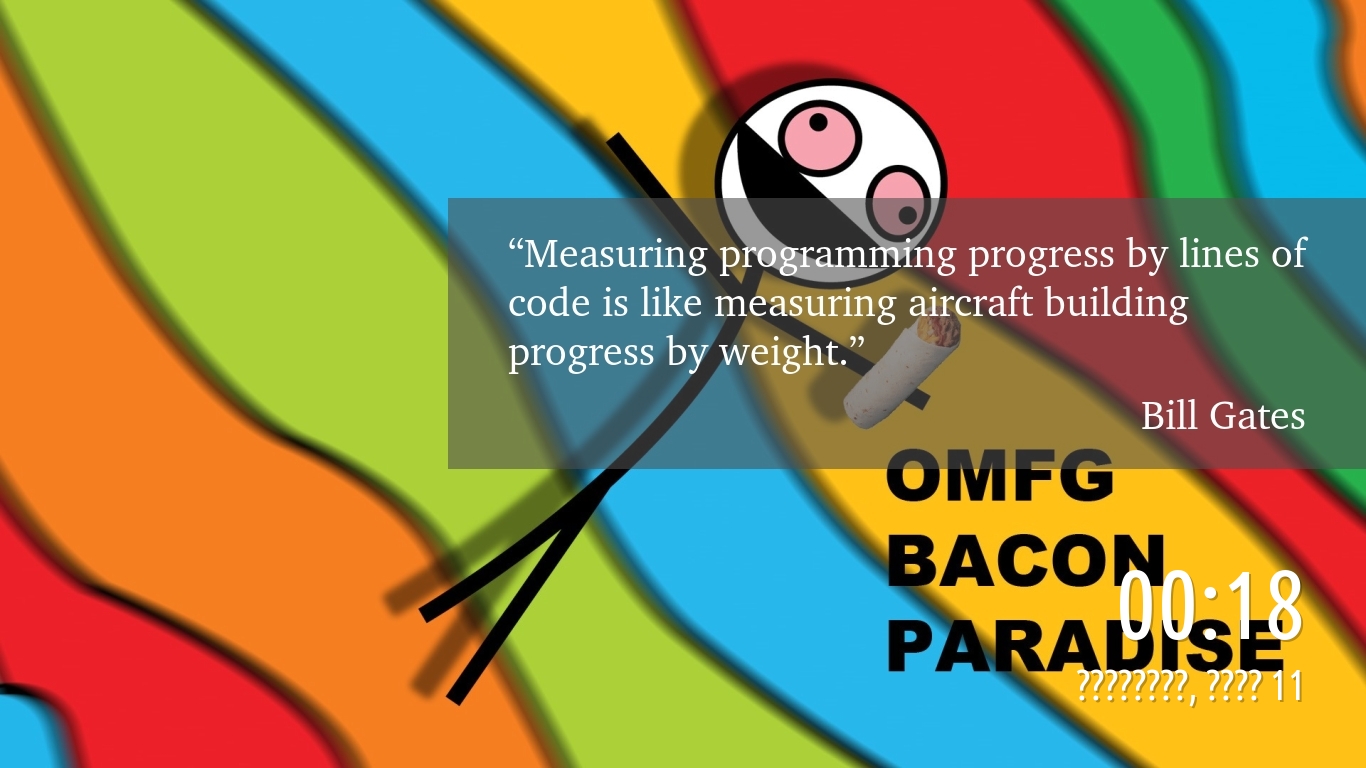 “Measuring programming progress by lines of
code is like measuring aircraft building
progress by weight.”
Bill Gates
OMFG
BACON
PARADISE
00:18
????????, ???? 11